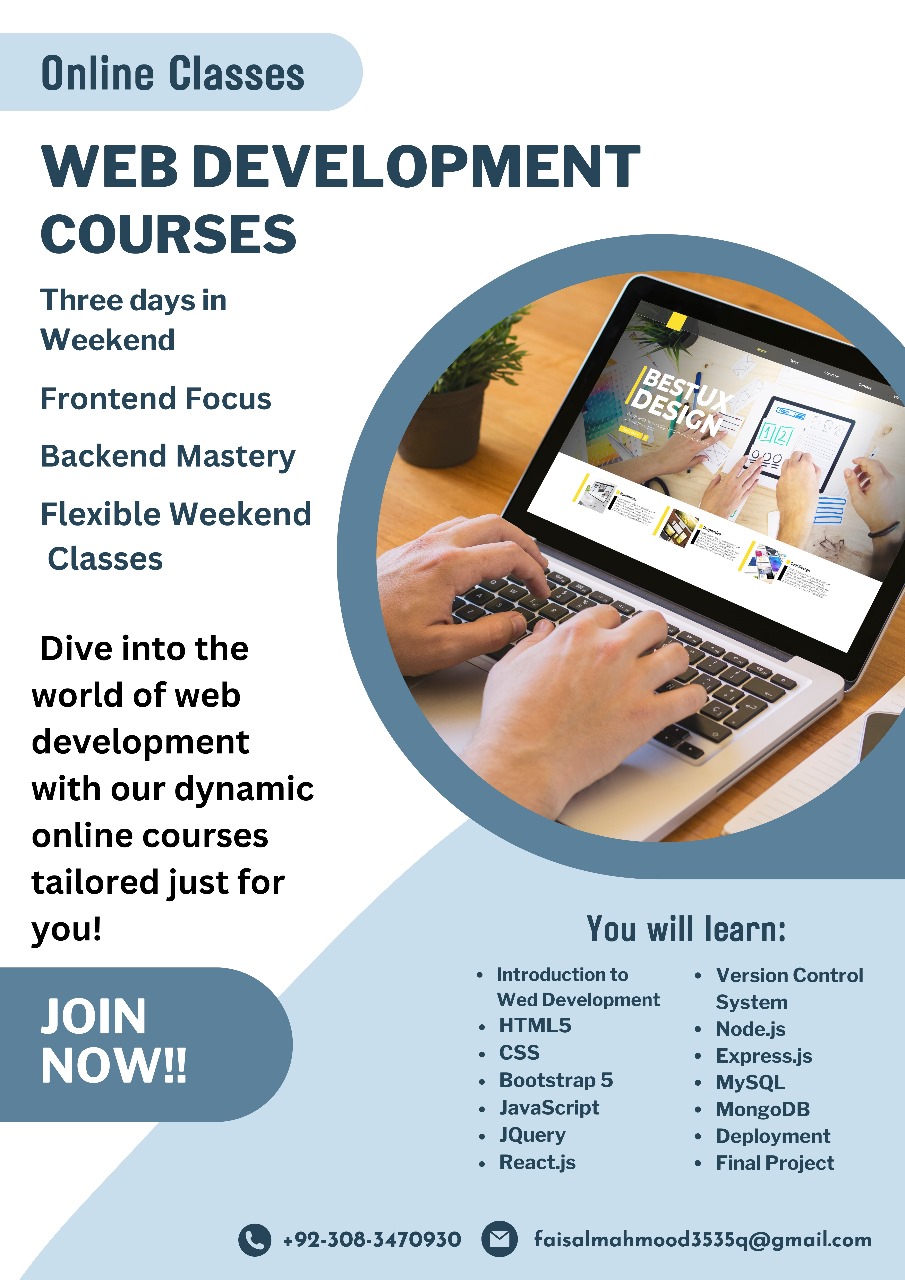 Online Classes
WEB DEVELOPMENT
COURSES
Three days in
Weekend
Frontend Focus
Backend Mastery
Flexible Weekend
Classes
Dive into the
world of web
development
with our dynamic
online courses
tailored just for
you!
JOIN
NOW!!
BEST UX
DESIGN
You will learn:
• Introduction to
Wed Development
• HTML5
• CSS
• Bootstrap 5
• JavaScript
• JQuery
• React.js
• Version Control
System
• Node.js
• Express.js
• MySQL
• MongoDB
• Deployment
• Final Project
+92-308-3470930
faisalmahmood3535q@gmail.com